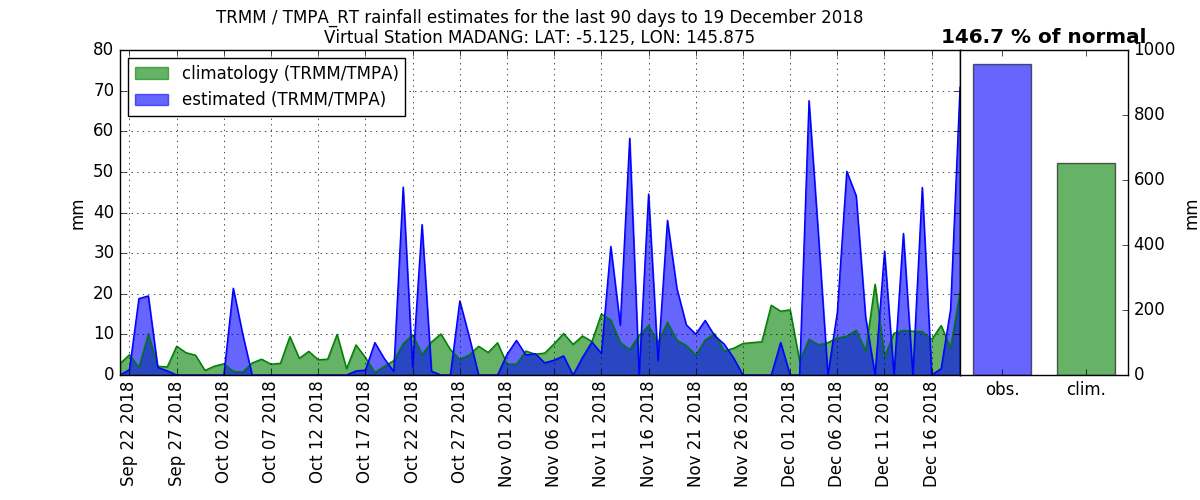 TRMM / TMPA_RT rainfall estimates for the last 90 days to 19 December 2018
Virtual Station MADANG: LAT: -5.125, LON: 145.875
146.7 % of normal
climatology (TRMM/TMPA)
estimated (TRMM/TMPA)
mm
80
70
60
50
40
30
20
10
0
Sep 22 2018
Sep 27 2018
Oct 02 2018
Oct 07 2018
Oct 12 2018
Oct 17 2018
Oct 22 2018
Oct 27 2018
Nov 01 2018
Nov 06 2018
Nov 11 2018
Nov 16 2018
Nov 21 2018
Nov 26 2018
Dec 01 2018
Dec 06 2018
Dec 11 2018
Dec 16 2018
obs.
clim.
1000
800
600
400
200
0
mm